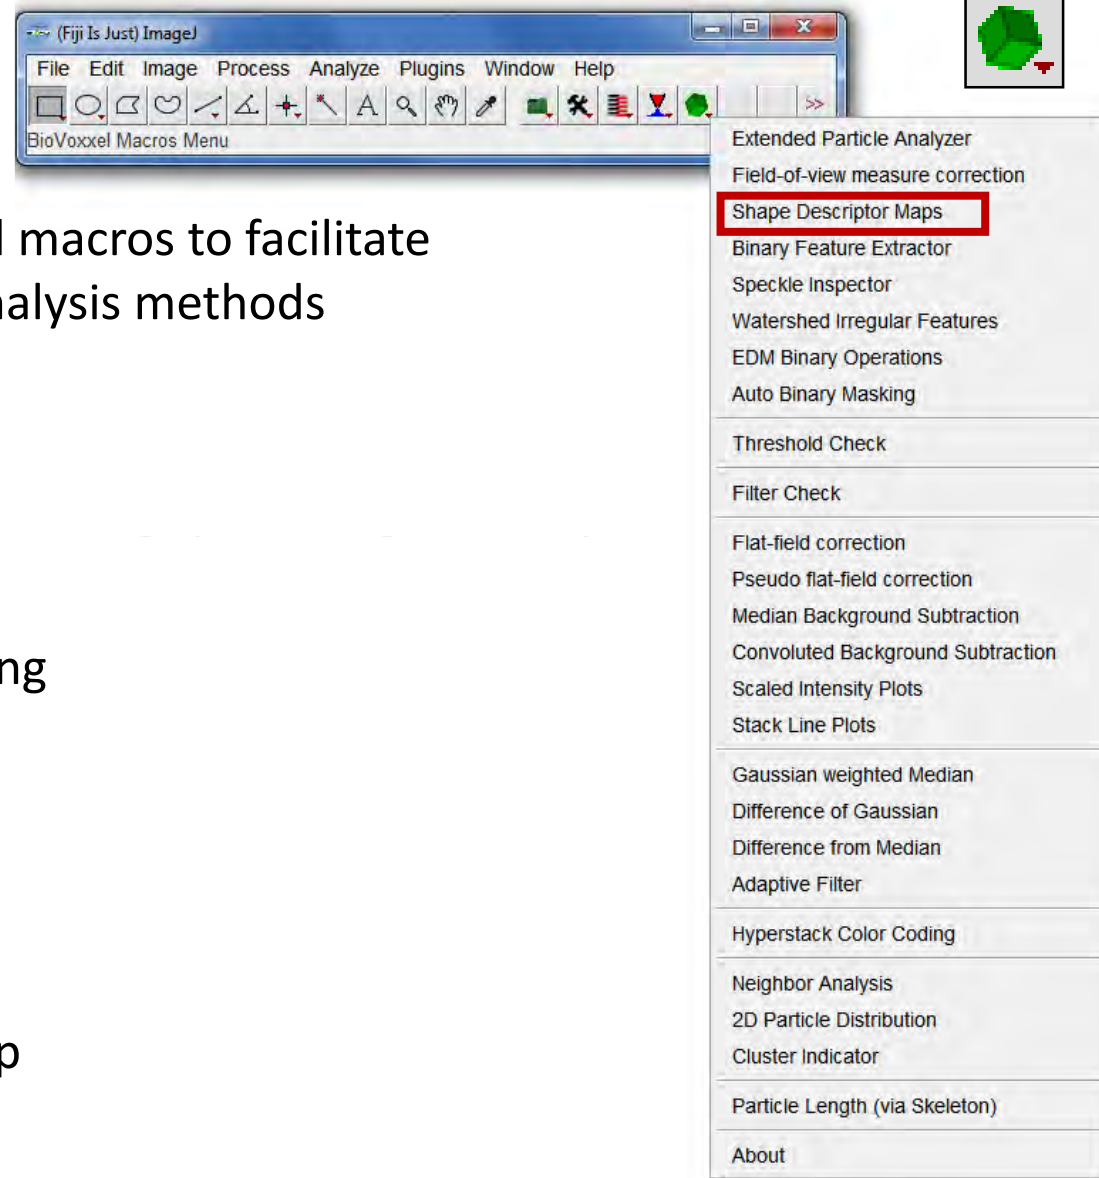 (Fiji Is Just) ImageJ
File Edit Image Process Analyze Plugins Window Help
A
>>
BioVoxxel Macros Menu
macros to facilitate
analysis methods
ng
p
Extended Particle Analyzer
Field-of-view measure correction
Shape Descriptor Maps
Binary Feature Extractor
Speckle Inspector
Watershed Irregular Features
EDM Binary Operations
Auto Binary Masking
Threshold Check
Filter Check
Flat-field correction
Pseudo flat-field correction
Median Background Subtraction
Convoluted Background Subtraction
Scaled Intensity Plots
Stack Line Plots
Gaussian weighted Median
Difference of Gaussian
Difference from Median
Adaptive Filter
Hyperstack Color Coding
Neighbor Analysis
2D Particle Distribution
Cluster Indicator
Particle Length (via Skeleton)
About